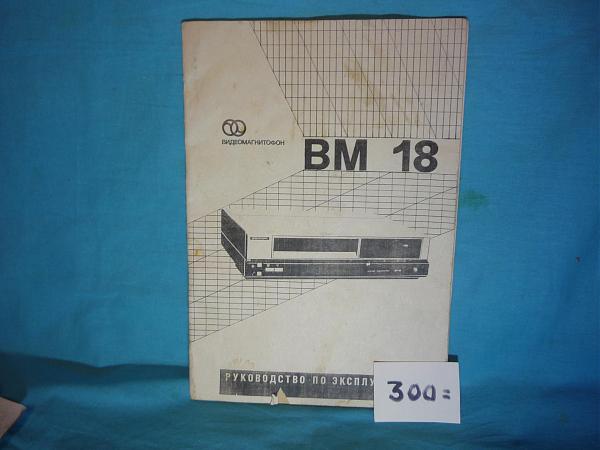 ВИДЕОМАГНИТОФОН
ВМ 18
РУКОВОДСТВО ПО ЭКСПЛУ
300=